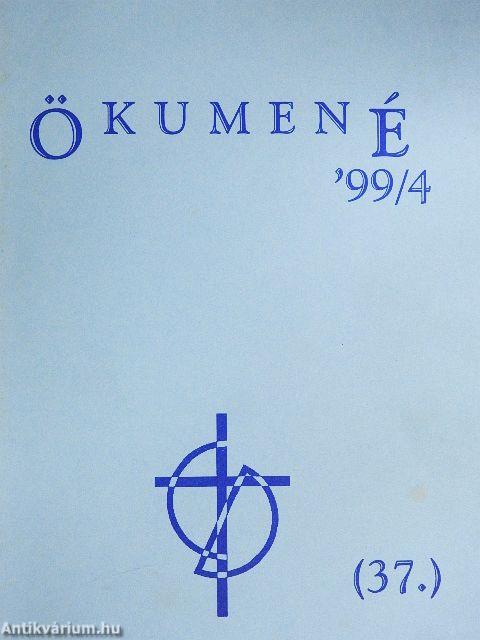 ÖKUMENÉ
'99/4
(37.)
Antikvárium.hu